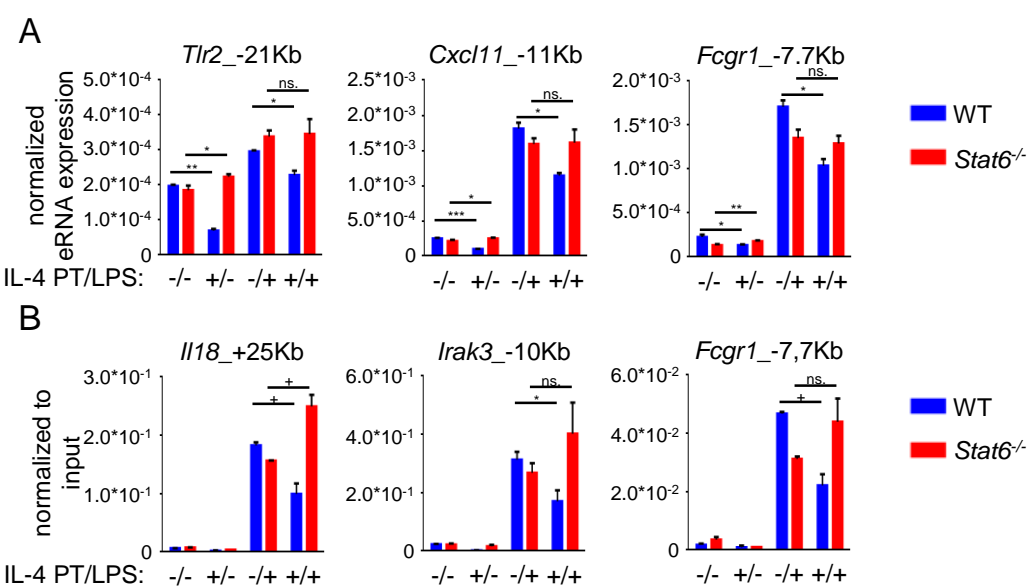 A
Tlr2_-21Kb
Cxcl11_-11Kb
Fcgr1_-7.7Kb
normalized
eRNA expression
5.0*10-4
4.0*10-4
3.0*10-4
2.0*10-4
1.0*10-4
0
** * * ns.
2.5*10-3
2.0*10-3
1.5*10-3
1.0*10-3
5.0*10-4
0
*** * * ns.
2.0*10-3
1.5*10-3
1.0*10-3
5.0*10-4
0
* ** * ns.
WT
Stat6-/-
IL-4 PT/LPS: -/- +/- -/+ +/+ -/- +/- -/+ +/+ -/- +/- -/+ +/+
B
Il18_+25Kb
Irak3_-10Kb
Fcgr1_-7,7Kb
normalized to
input
3.0*10-1
2.0*10-1
1.0*10-1
0
+ +
6.0*10-1
4.0*10-1
2.0*10-1
0
* ns.
6.0*10-2
4.0*10-2
2.0*10-2
0
+ ns.
WT
Stat6-/-
IL-4 PT/LPS: -/- +/- -/+ +/+ -/- +/- -/+ +/+ -/- +/- -/+ +/+